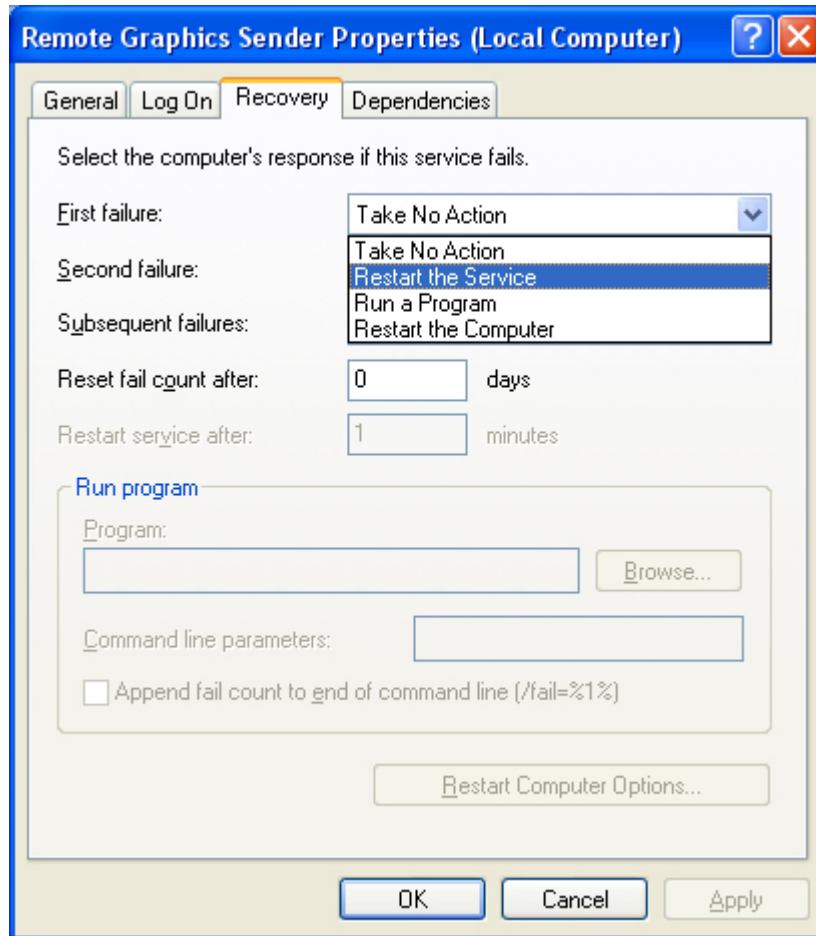 Remote Graphics Sender Properties (Local Computer)
General Log On Recovery Dependencies
Select the computer's response if this service fails.
First failure: Take No Action
Take No Action
Second failure: Restart the Service
Run a Program
Subsequent failures: Restart the Computer
Reset fail count after: 0 days
Restart service after: 1 minutes
Run program
Program:
Browse...
Command line parameters:
Append fail count to end of command line (/fail=%1%)
Restart Computer Options...
OK Cancel Apply